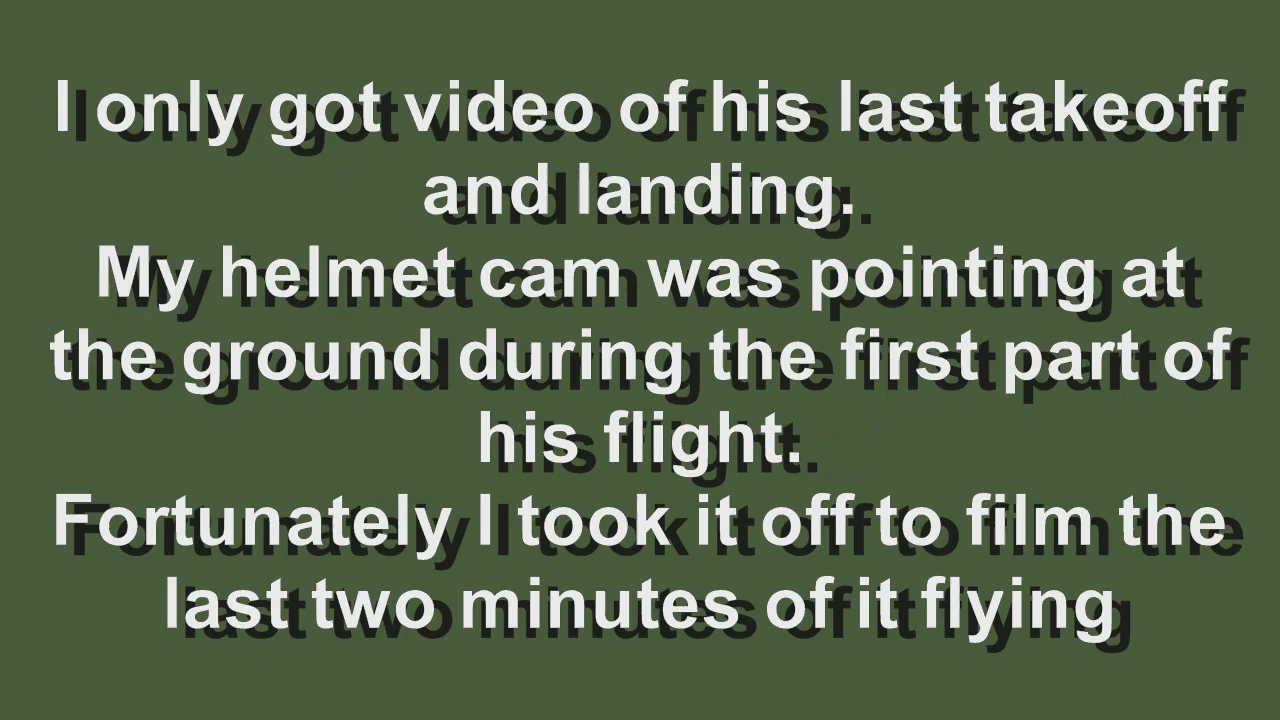 I only got video of his last takeoff
and landing.
My helmet cam was pointing at
the ground during the first part of
his flight.
Fortunately I took it off to film the
last two minutes of it flying